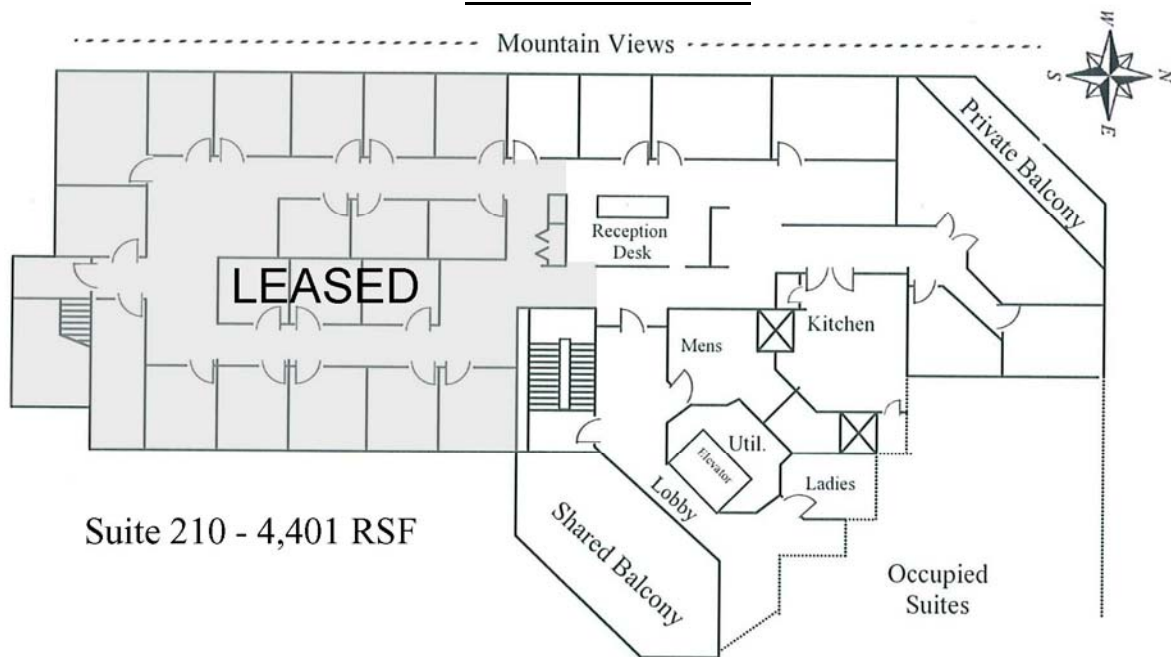 Mountain Views
W
S
N
E
Private Balcony
Reception
Desk
LEASED
Kitchen
Mens
Util.
Elevator
Lobby
Ladies
Shared Balcony
Suite 210 - 4,401 RSF
Occupied
Suites